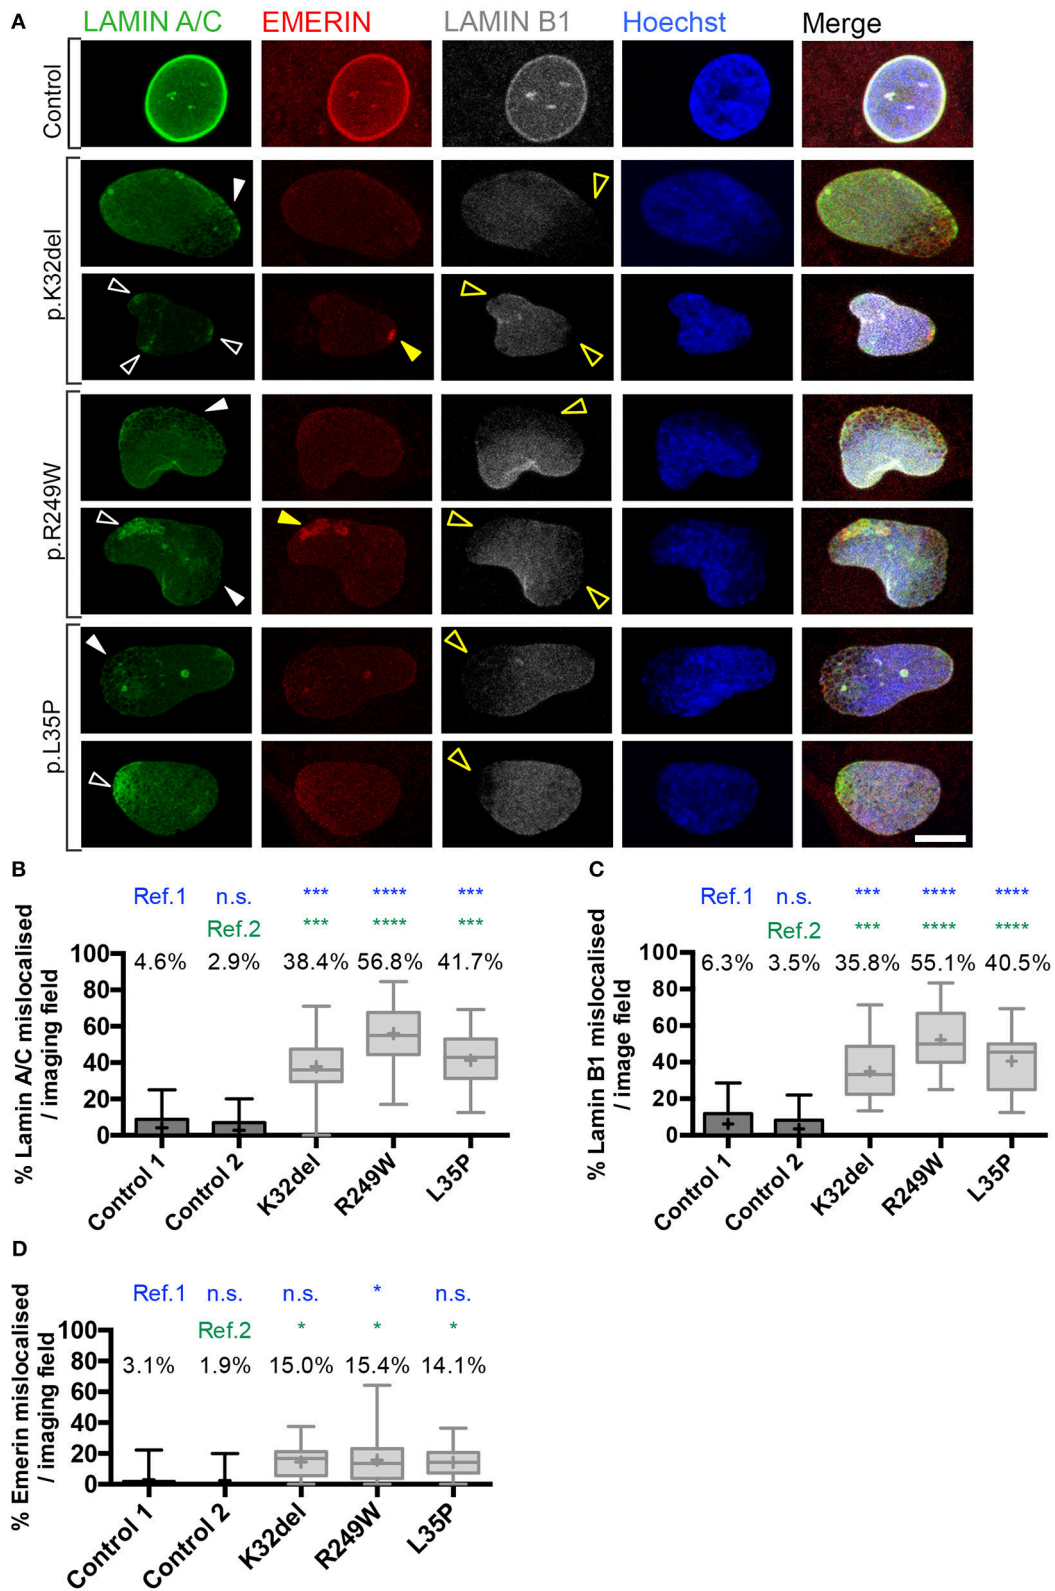 A
LAMIN A/C EMERIN LAMIN B1 Hoechst Merge
Control
p.K32del
p.R249W
p.L35P
B
Ref.1 n.s. *** **** ***
Ref.2 *** **** ***
4.6% 2.9% 38.4% 56.8% 41.7%
% Lamin A/C mislocalised
/ imaging field
100
80
60
40
20
0
Control 1 Control 2 K32del R249W L35P
C
Ref.1 n.s. *** **** ****
Ref.2 *** **** ****
6.3% 3.5% 35.8% 55.1% 40.5%
% Lamin B1 mislocalised
/ image field
100
80
60
40
20
0
Control 1 Control 2 K32del R249W L35P
D
Ref.1 n.s. n.s. * n.s.
Ref.2 * * *
3.1% 1.9% 15.0% 15.4% 14.1%
% Emerin mislocalised
/ imaging field
100
80
60
40
20
0
Control 1 Control 2 K32del R249W L35P